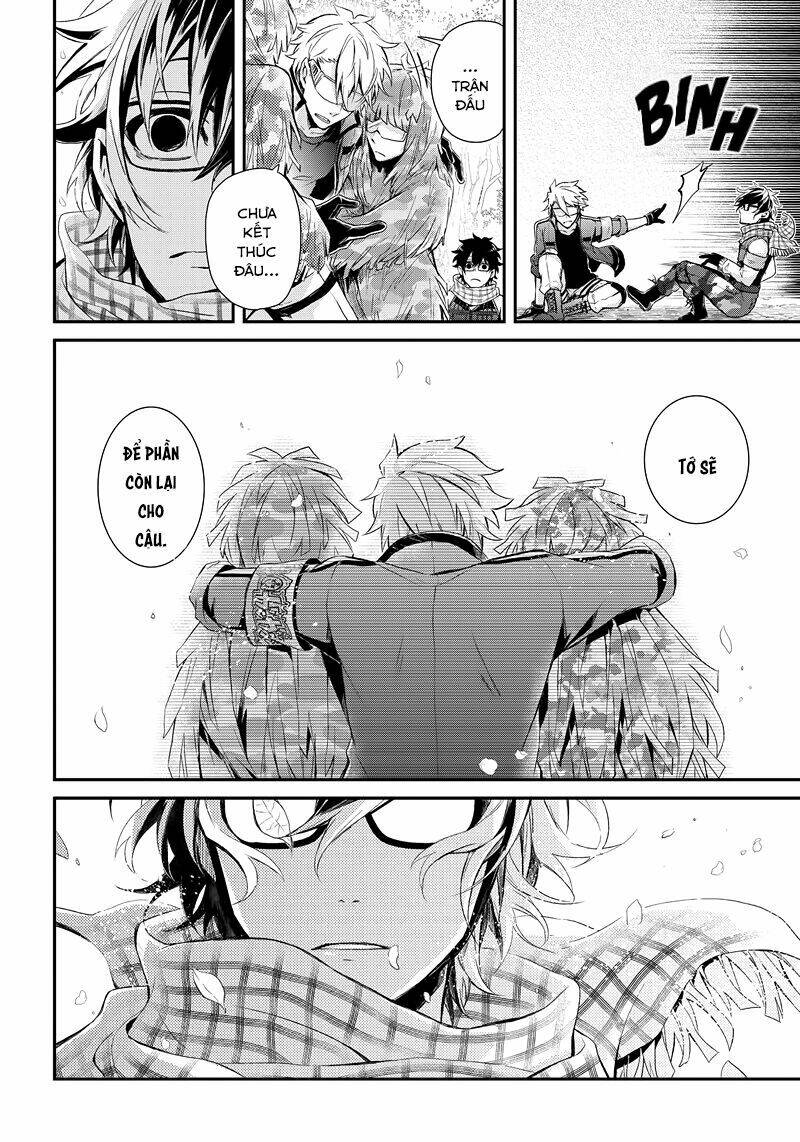 BINH
...
TRẬN
ĐẤU
CHƯA
KẾT
THÚC
ĐÂU...
TỚ SẼ
ĐỂ PHẦN
CÒN LẠI
CHO
CẬU.